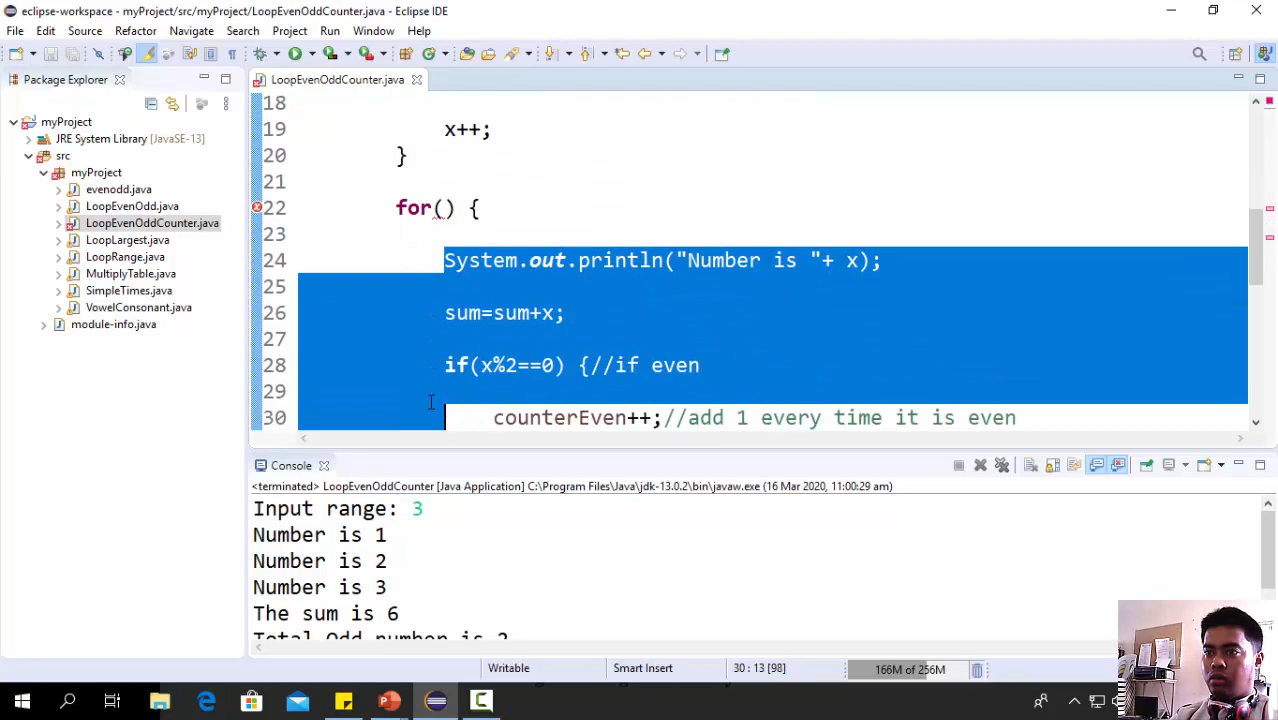 eclipse-workspace - myProject/src/myProject/LoopEvenOddCounter.java - Eclipse IDE
File Edit Source Refactor Navigate Search Project Run Window Help
Package Explorer
myProject
JRE System Library [JavaSE-13]
src
myProject
evenodd.java
LoopEvenOdd.java
LoopEvenOddCounter.java
LoopLargest.java
LoopRange.java
MultiplyTable.java
SimpleTimes.java
VowelConsonant.java
module-info.java
LoopEvenOddCounter.java
18
19 x++;
20 }
21
22 for() {
23
24 System.out.println("Number is "+ x);
25
26 sum=sum+x;
27
28 if(x%2==0) {//if even
29
30 counterEven++;//add 1 every time it is even
Console
<terminated> LoopEvenOddCounter [Java Application] C:\Program Files\Java\jdk-13.0.2\bin\javaw.exe (16 Mar 2020, 11:00:29 am)
Input range: 3
Number is 1
Number is 2
Number is 3
The sum is 6
Total Odd number is 2
Writable Smart Insert 30 : 13 [98] 166M of 256M